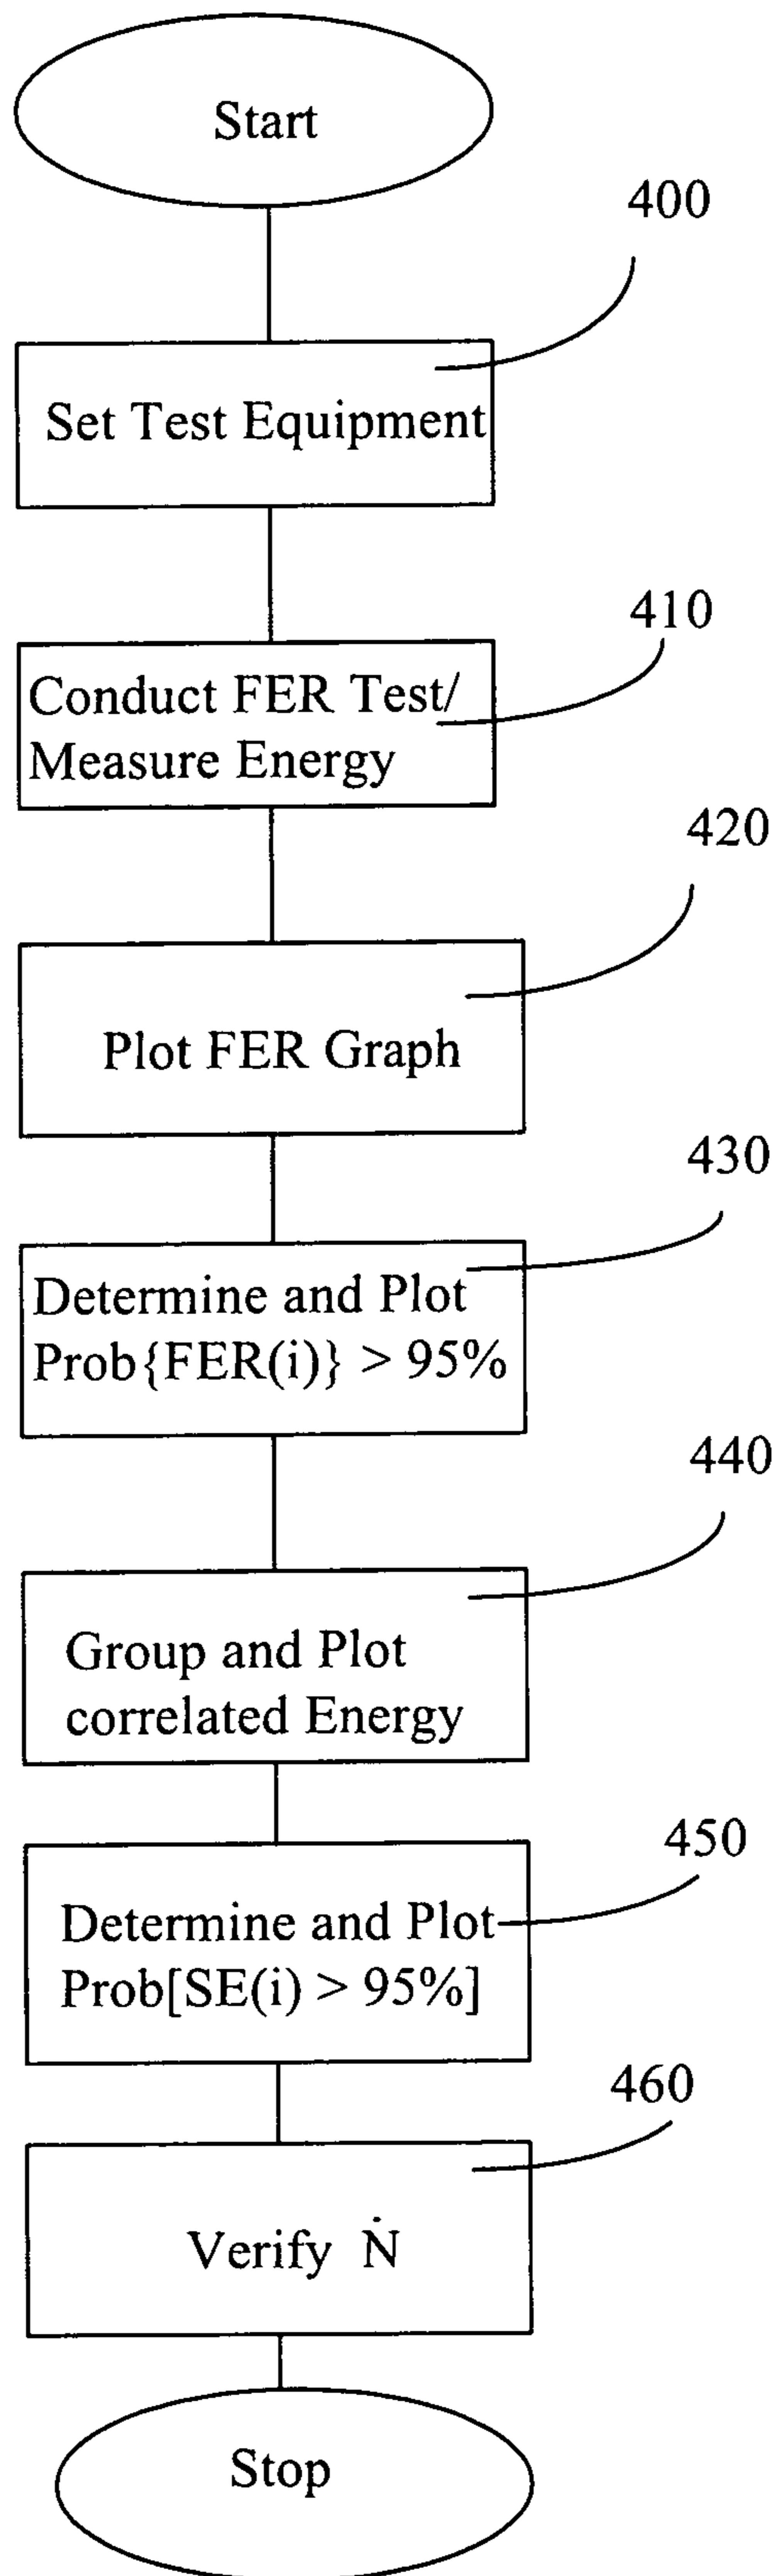 Start
400
Set Test Equipment
410
Conduct FER Test/
Measure Energy
420
Plot FER Graph
430
Determine and Plot
Prob{FER(i)} > 95%
440
Group and Plot
correlated Energy
450
Determine and Plot
Prob[SE(i) > 95%]
460
Verify Ṅ
Stop